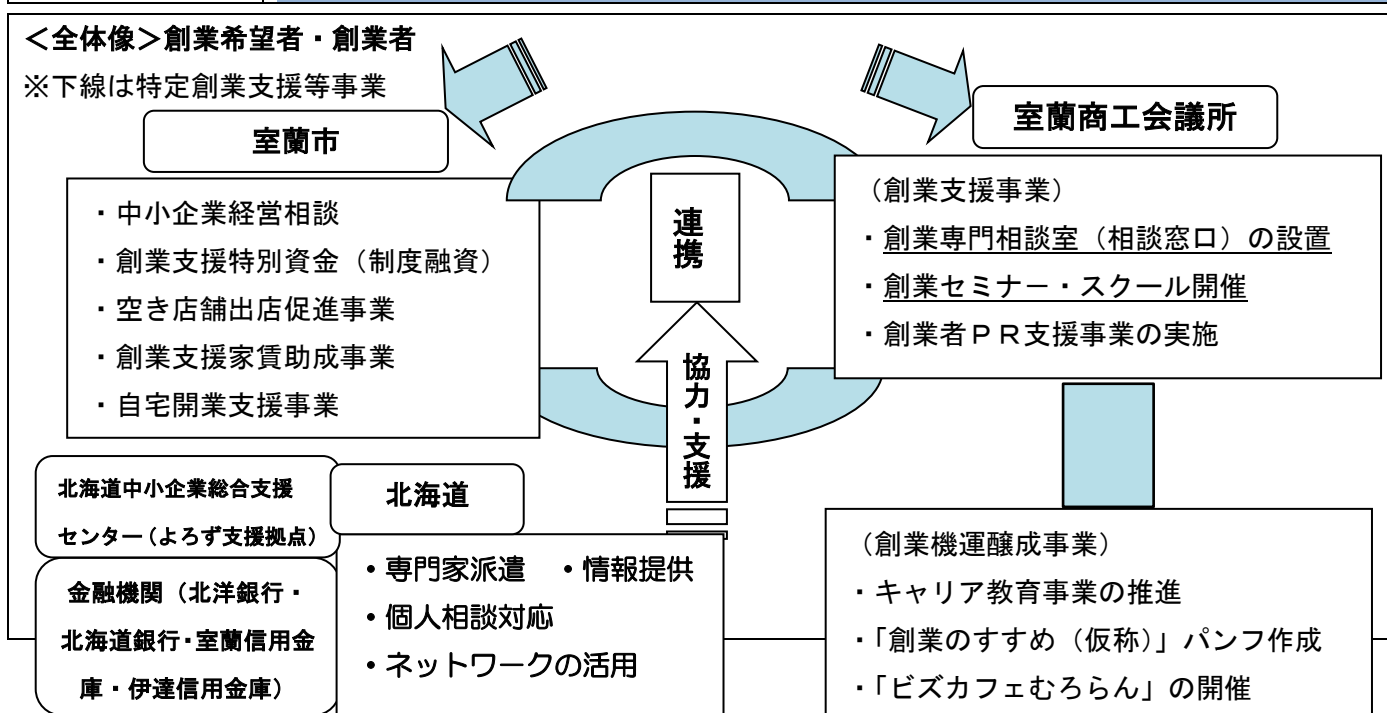 ＜全体像＞創業希望者・創業者
※下線は特定創業支援等事業
室蘭市
・中小企業経営相談
・創業支援特別資金（制度融資）
・空き店舗出店促進事業
・創業支援家賃助成事業
・自宅開業支援事業
連携
協力・支援
室蘭商工会議所
（創業支援事業）
・創業専門相談室（相談窓口）の設置
・創業セミナー・スクール開催
・創業者ＰＲ支援事業の実施
北海道中小企業総合支援
センター（よろず支援拠点）
金融機関（北洋銀行・
北海道銀行・室蘭信用金
庫・伊達信用金庫）
北海道
・専門家派遣　・情報提供
・個人相談対応
・ネットワークの活用
（創業機運醸成事業）
・キャリア教育事業の推進
・「創業のすすめ（仮称）」パンフ作成
・「ビズカフェむろらん」の開催